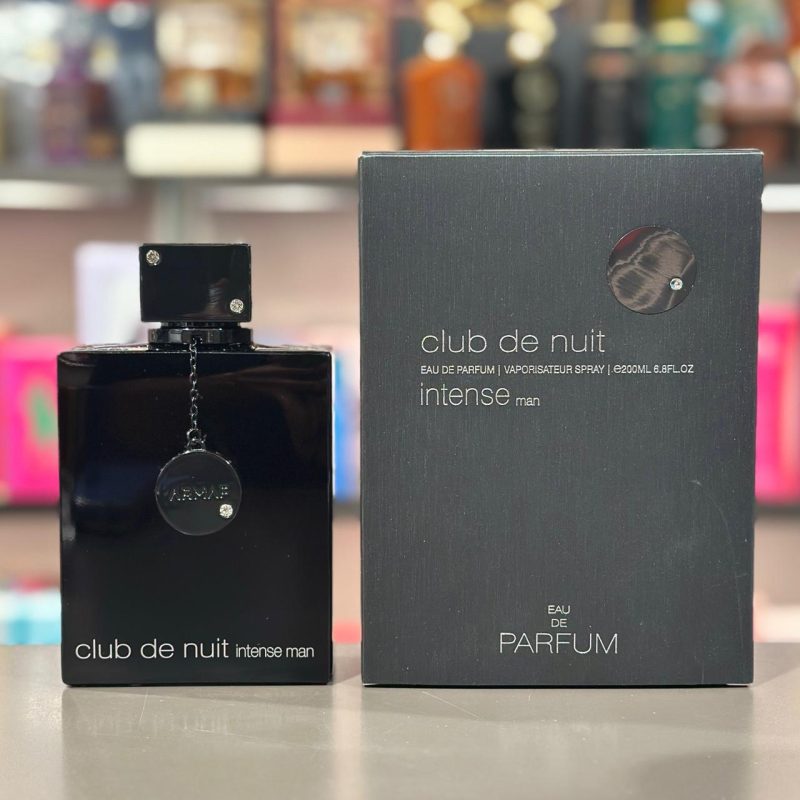 ARMAF
club de nuit intense man
club de nuit
EAU DE PARFUM | VAPORISATEUR SPRAY | ℮200ML 6.8FL.OZ
intense man
EAU
DE
PARFUM